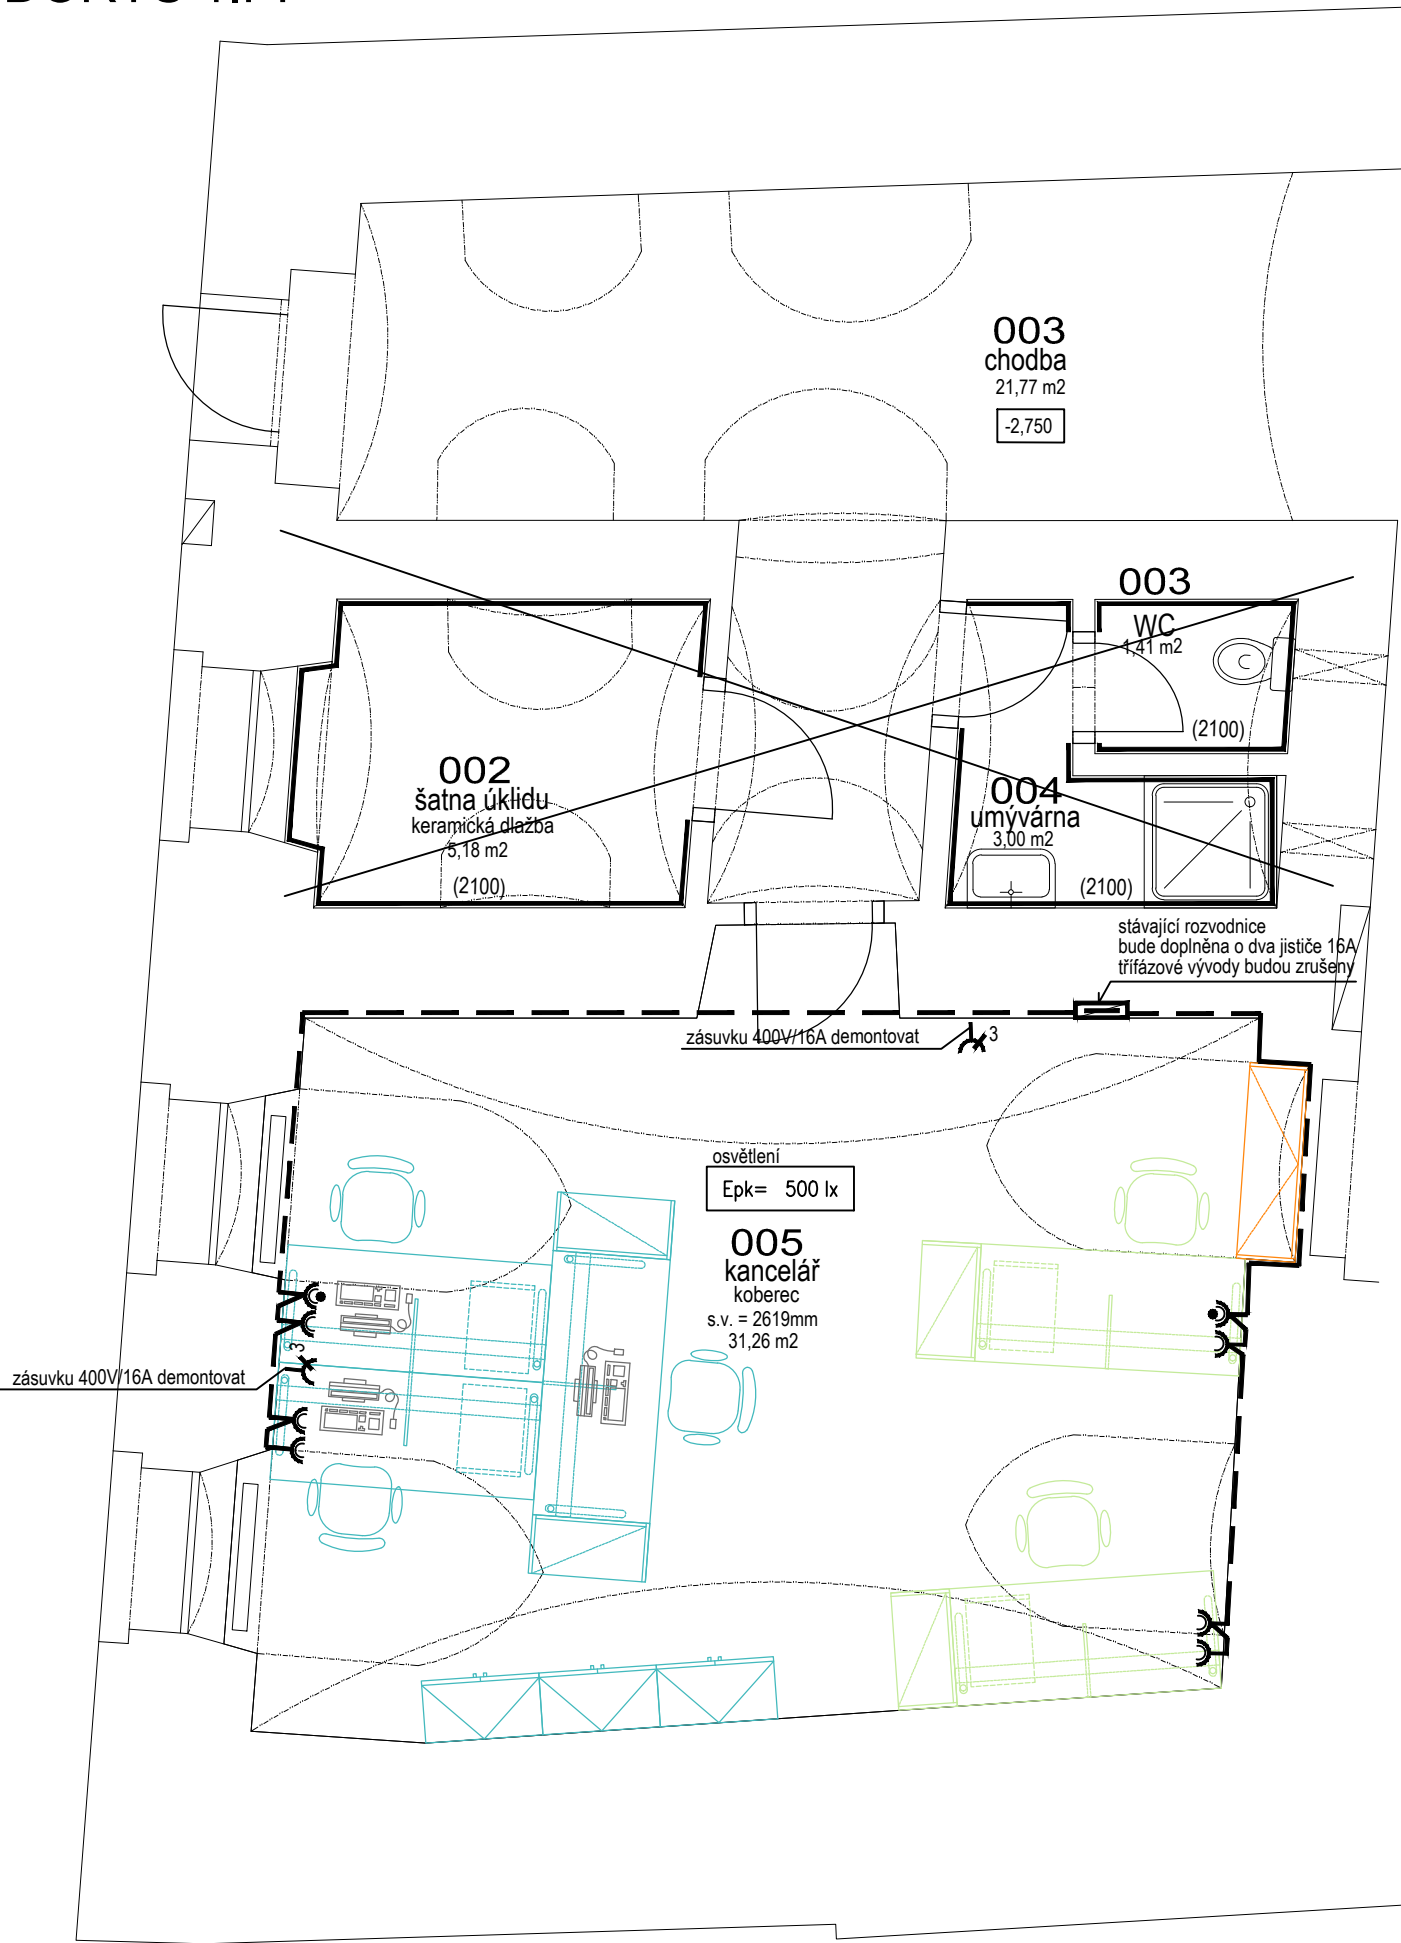 003
chodba
21,77 m2
-2,750
003
WC
1,41 m2
(2100)
002
šatna úklidu
keramická dlažba
5,18 m2
(2100)
004
umývárna
3,00 m2
(2100)
stávající rozvodnice
bude doplněna o dva jističe 16A
třífázové vývody budou zrušeny
zásuvku 400V/16A demontovat
3
osvětlení
Epk= 500 lx
005
kancelář
koberec
s.v. = 2619mm
31,26 m2
3
zásuvku 400V/16A demontovat